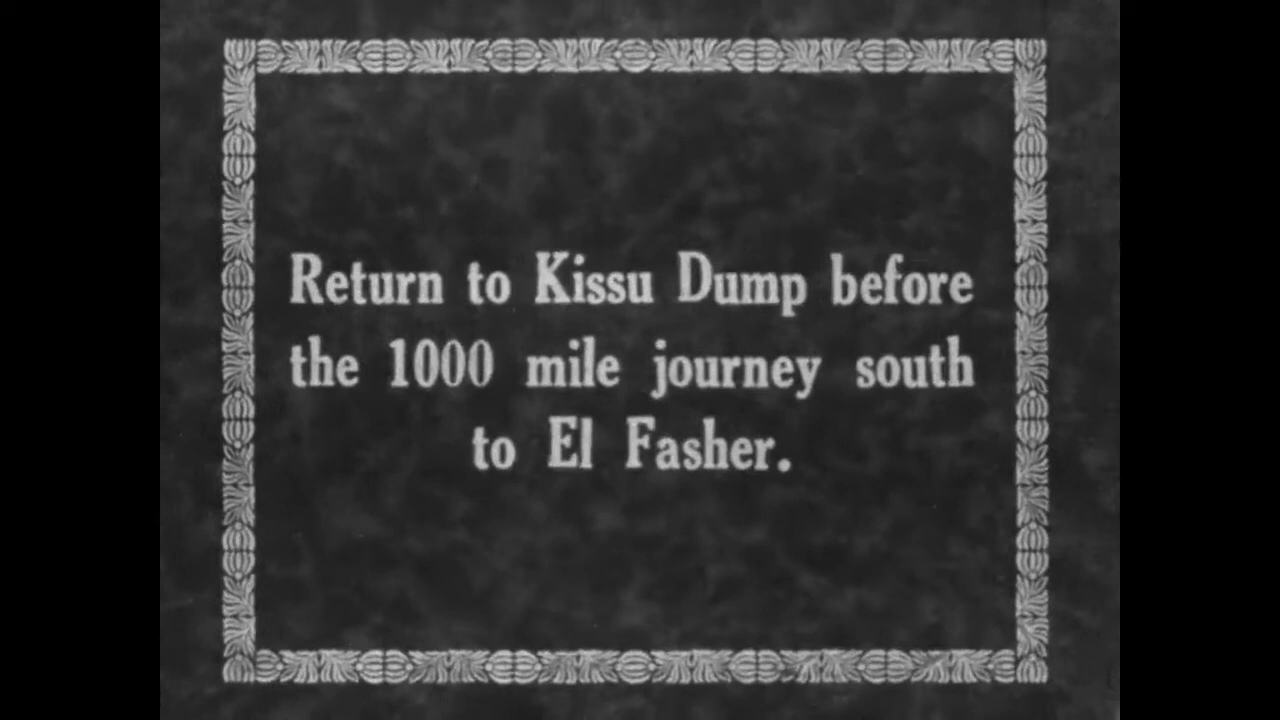 Return to Kissu Dump before
the 1000 mile journey south
to El Fasher.